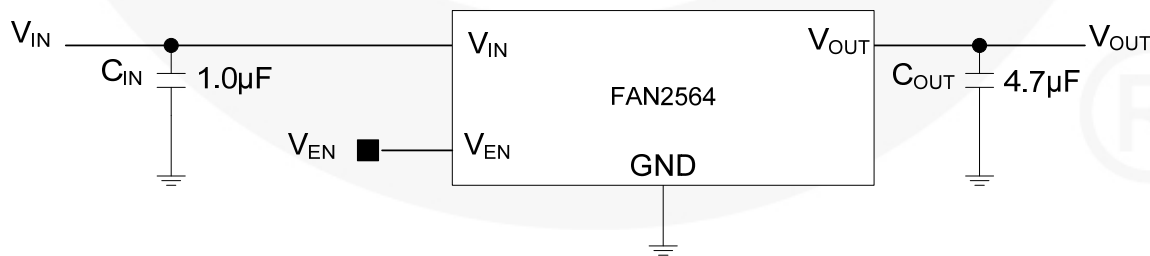 VIN
CIN
1.0µF
VEN
VIN
VEN
FAN2564
GND
VOUT
COUT
4.7µF
VOUT
R